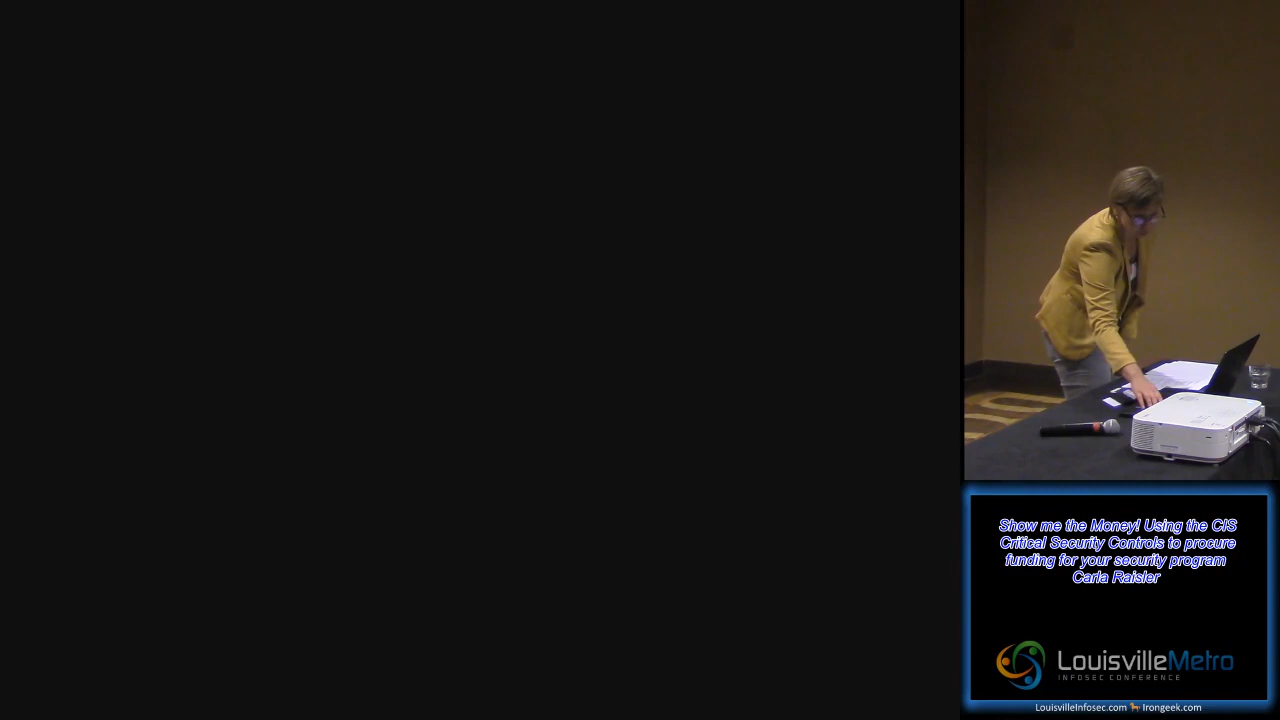 Show me the Money! Using the CIS
Critical Security Controls to procure
funding for your security program
Carla Raisler
LouisvilleMetro
INFOSEC CONFERENCE
LouisvilleInfosec.com Irongeek.com